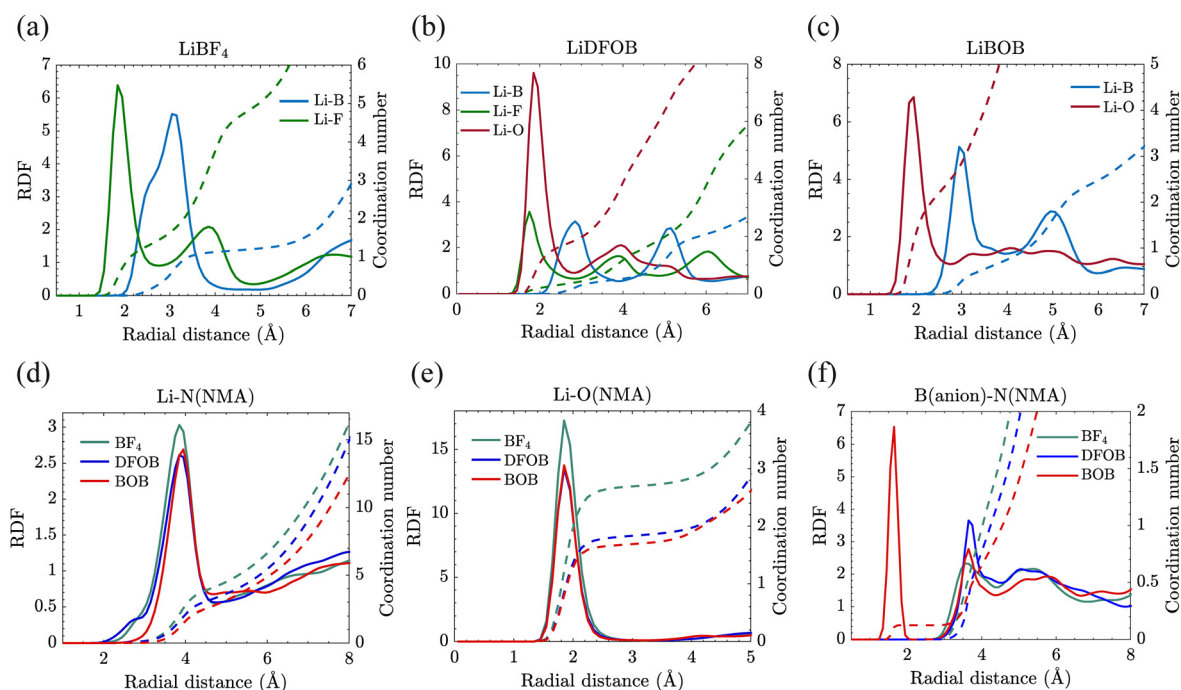 (a)
LiBF4
RDF
7
6
5
4
3
2
1
0
6
5
4
3
2
1
0
Coordination number
Li-B
Li-F
1 2 3 4 5 6 7
Radial distance (Å)
(b)
LiDFOB
RDF
10
8
6
4
2
0
8
6
4
2
0
Coordination number
Li-B
Li-F
Li-O
0 2 4 6
Radial distance (Å)
(c)
LiBOB
RDF
8
6
4
2
0
5
4
3
2
1
0
Coordination number
Li-B
Li-O
1 2 3 4 5 6 7
Radial distance (Å)
(d)
Li-N(NMA)
RDF
3
2.5
2
1.5
1
0.5
0
15
10
5
0
Coordination number
BF4
DFOB
BOB
2 4 6 8
Radial distance (Å)
(e)
Li-O(NMA)
RDF
15
10
5
0
4
3
2
1
0
Coordination number
BF4
DFOB
BOB
0 1 2 3 4 5
Radial distance (Å)
(f)
B(anion)-N(NMA)
RDF
7
6
5
4
3
2
1
0
2
1.5
1
0.5
0
Coordination number
BF4
DFOB
BOB
2 4 6 8
Radial distance (Å)